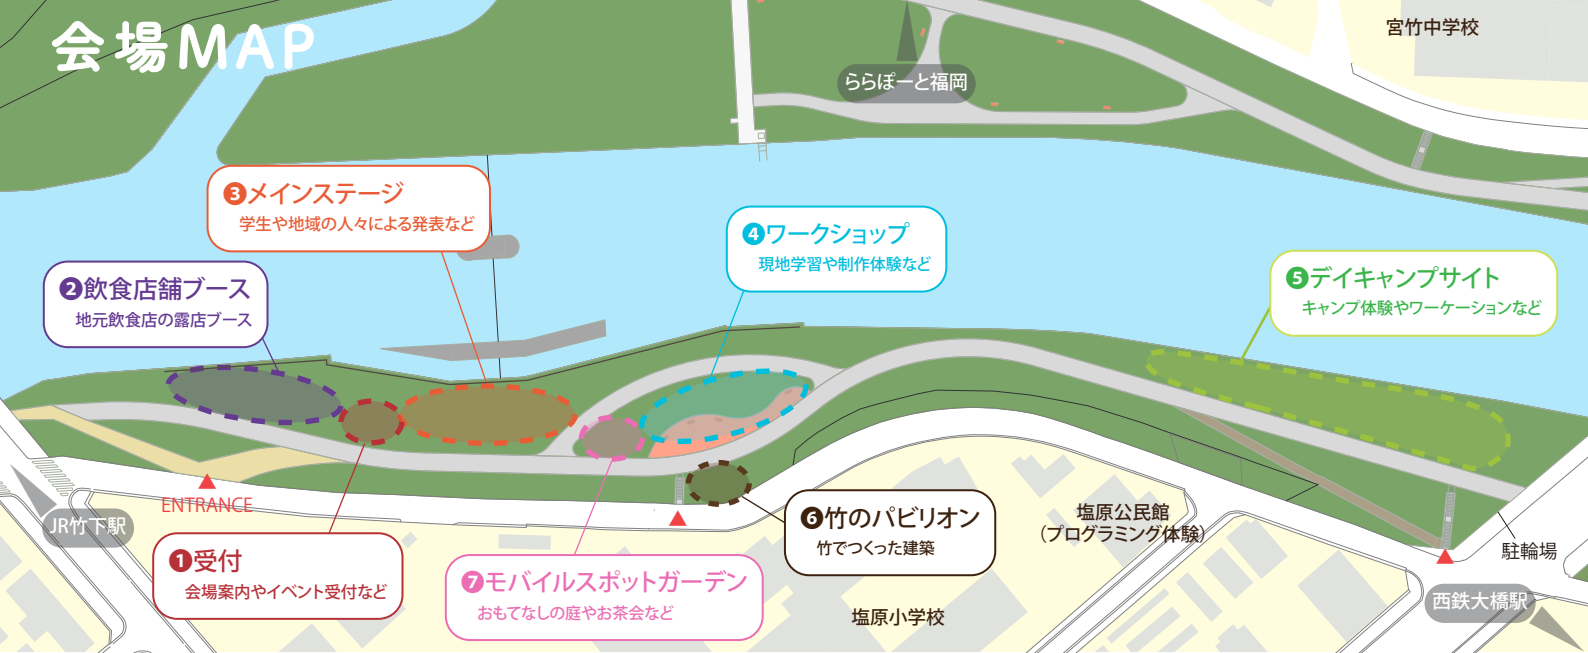 会場MAP
宮竹中学校
ららぽーと福岡
❸メインステージ
学生や地域の人々による発表など
❹ワークショップ
現地学習や制作体験など
❷飲食店舗ブース
地元飲食店の露店ブース
❺デイキャンプサイト
キャンプ体験やワーケーションなど
ENTRANCE
JR竹下駅
❶受付
会場案内やイベント受付など
❼モバイルスポットガーデン
おもてなしの庭やお茶会など
❻竹のパビリオン
竹でつくった建築
塩原公民館
（プログラミング体験）
駐輪場
西鉄大橋駅
塩原小学校